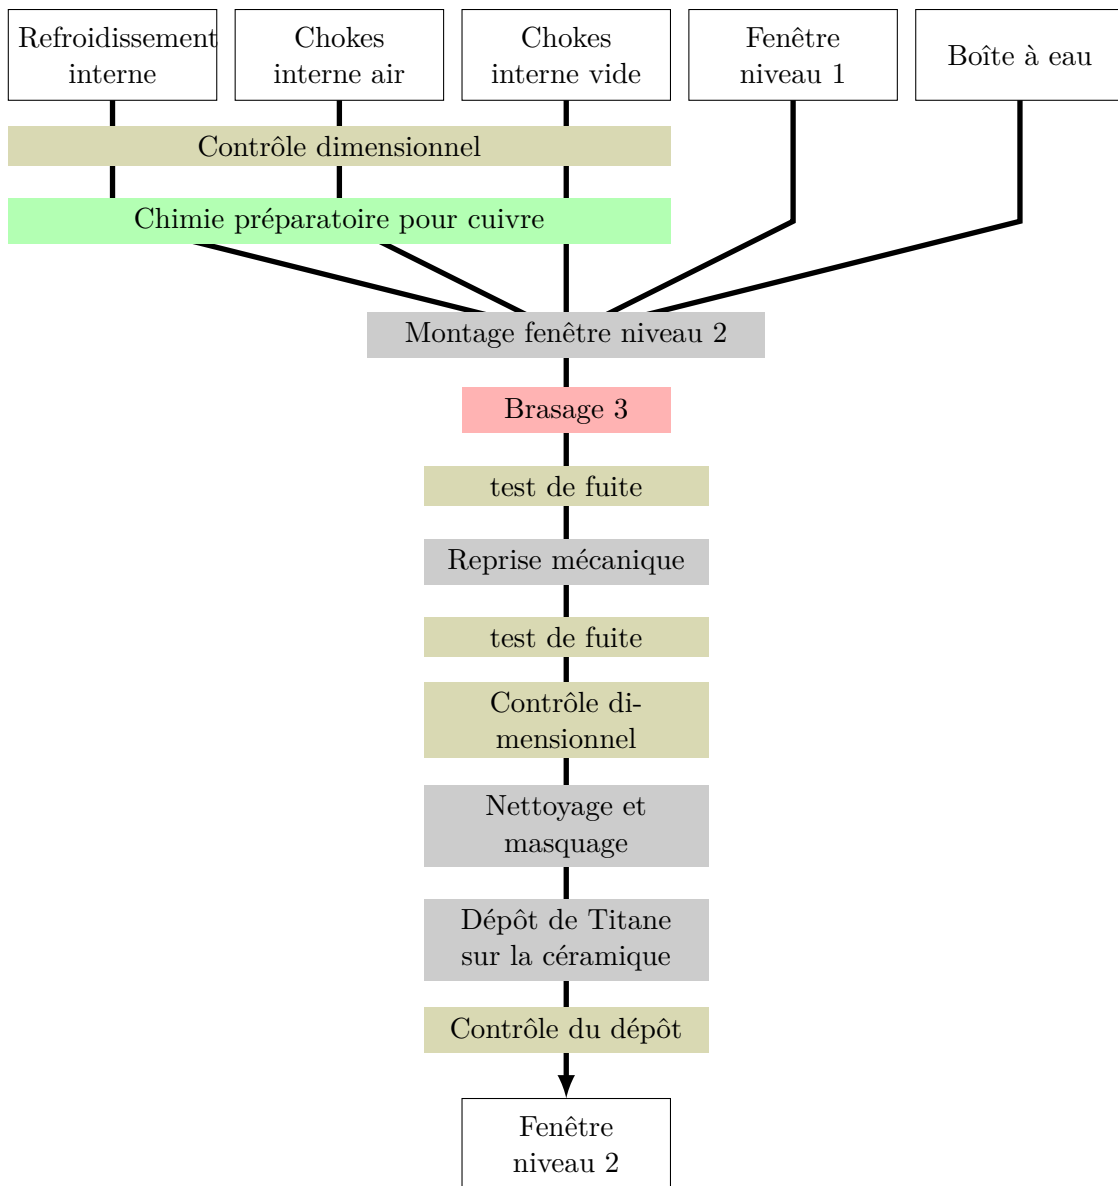 Refroidissement
interne
Chokes
interne air
Chokes
interne vide
Fenêtre
niveau 1
Boîte à eau
Contrôle dimensionnel
Chimie préparatoire pour cuivre
Montage fenêtre niveau 2
Brasage 3
test de fuite
Reprise mécanique
test de fuite
Contrôle di-
mensionnel
Nettoyage et
masquage
Dépôt de Titane
sur la céramique
Contrôle du dépôt
Fenêtre
niveau 2